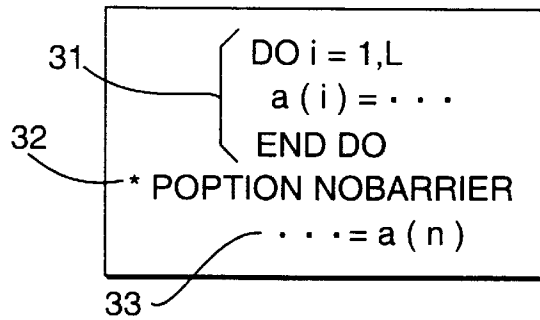 31
DO i = 1,L
a ( i ) = · · ·
END DO
32
* POPTION NOBARRIER
· · · = a ( n )
33